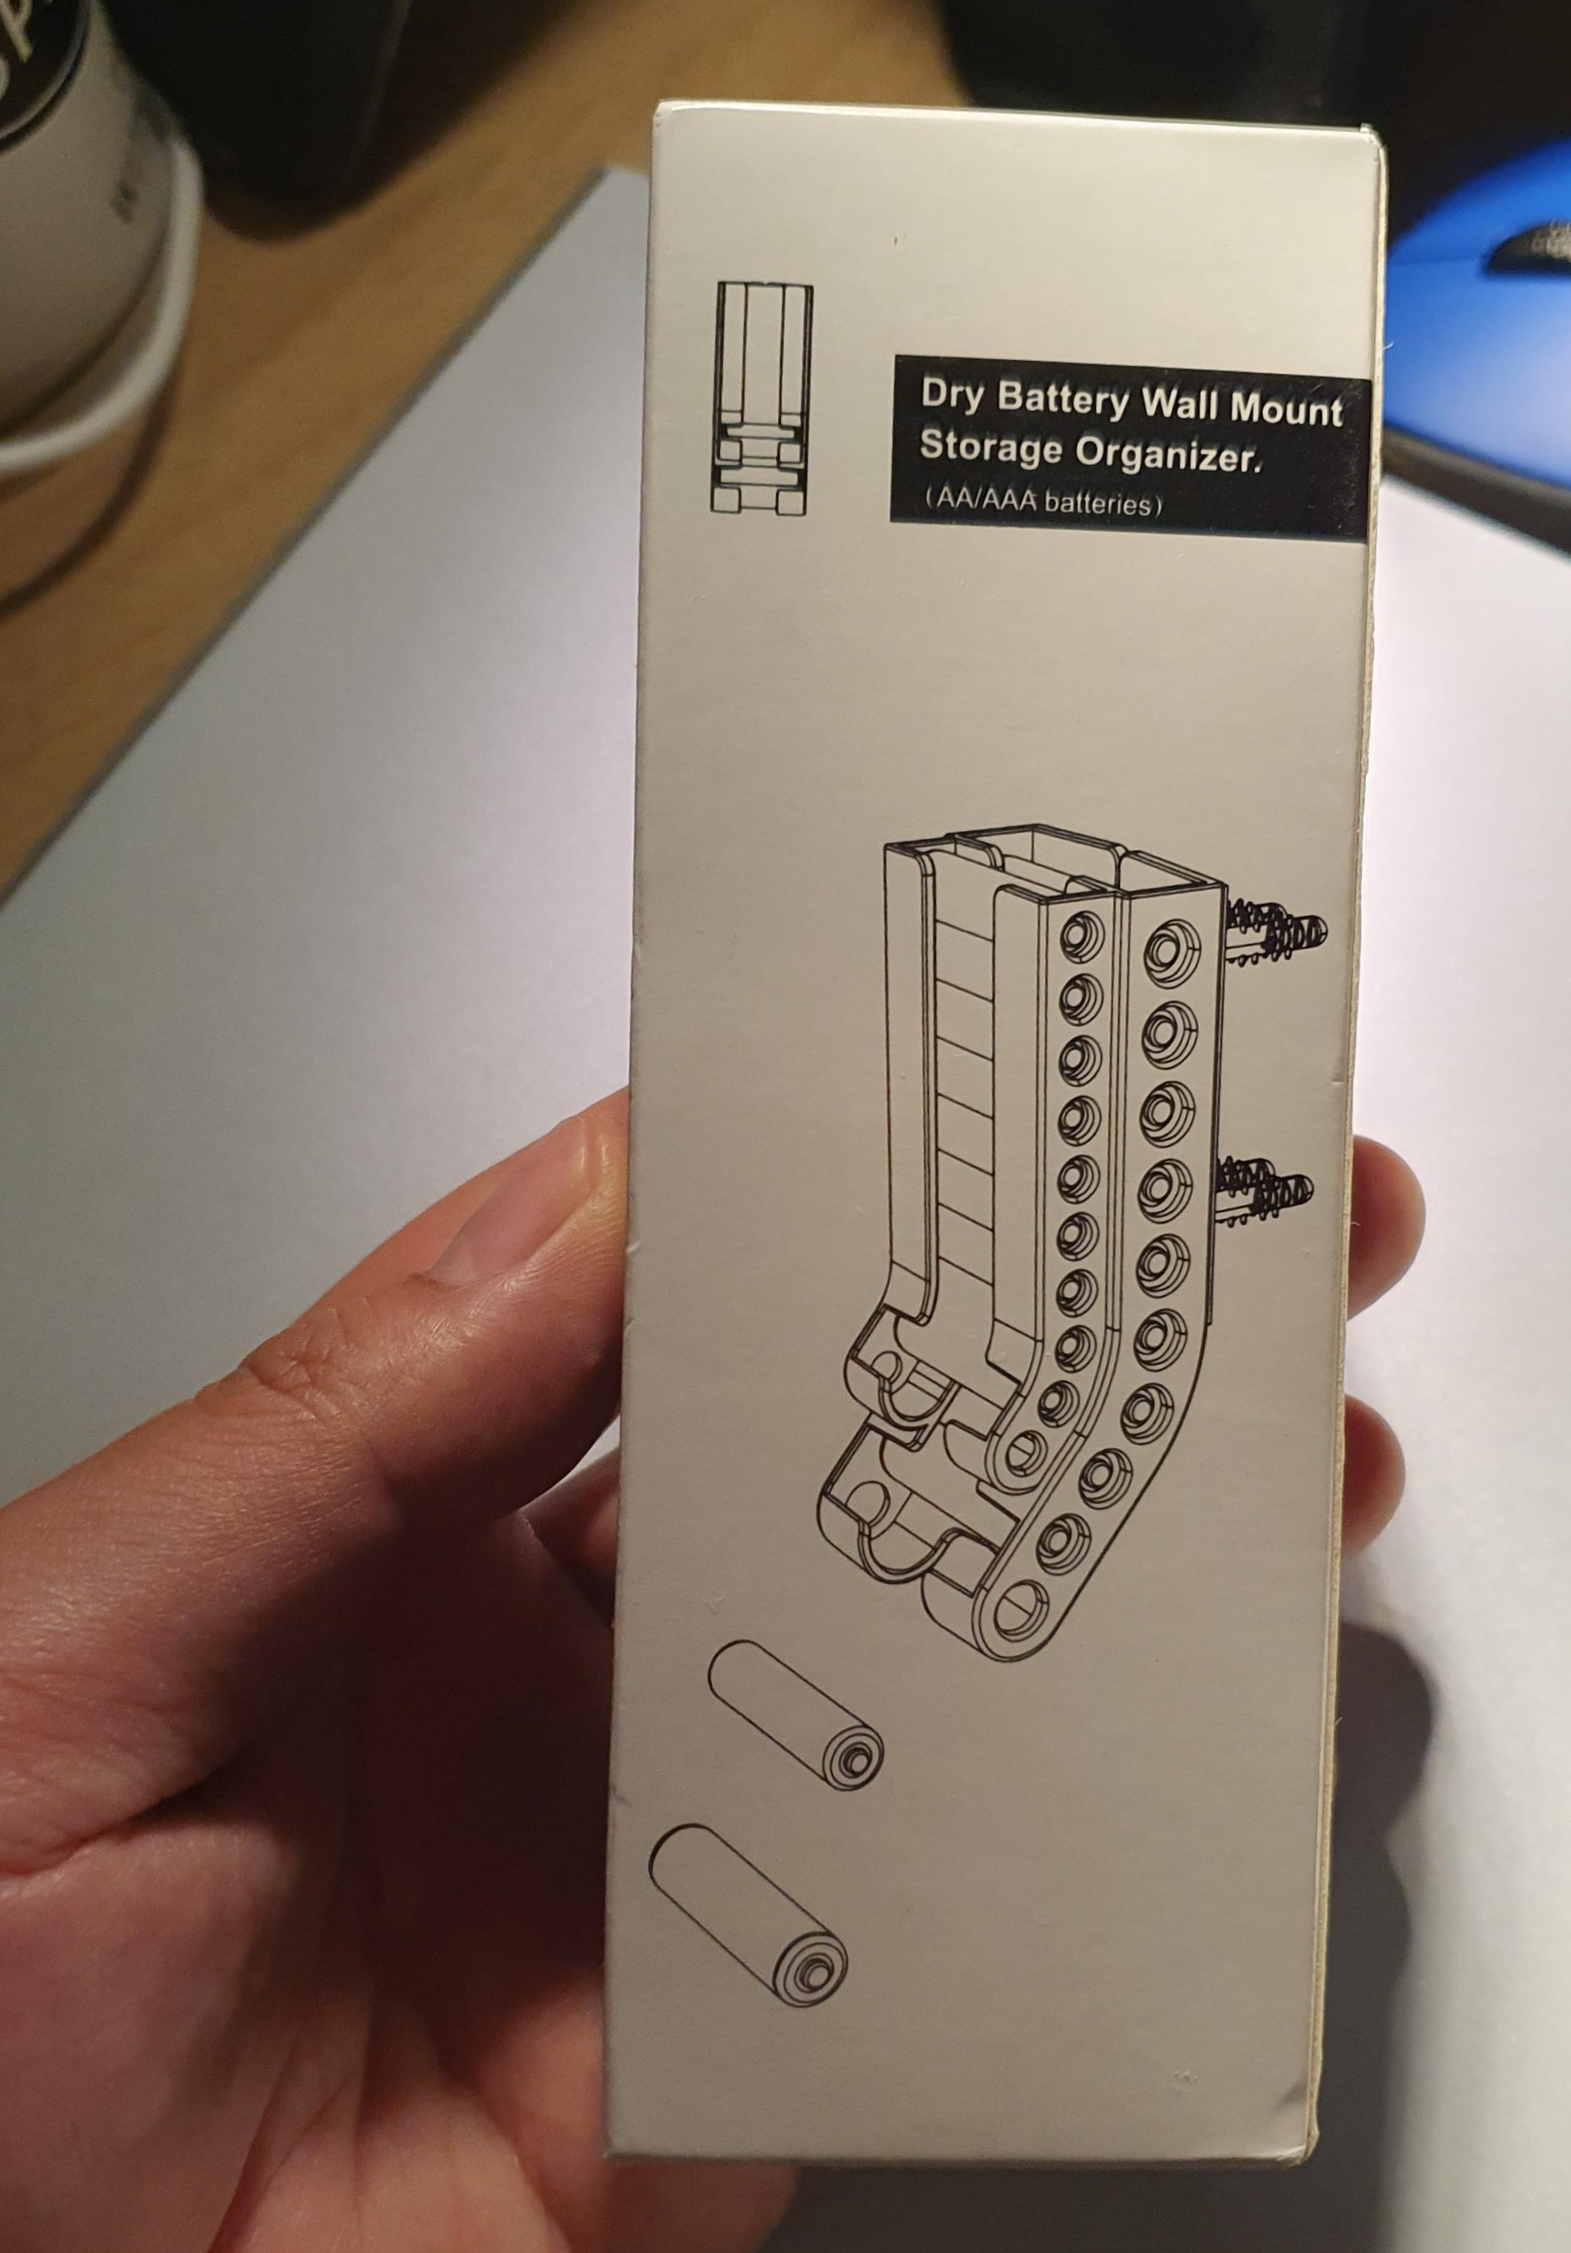 Dry Battery Wall Mount
Storage Organizer.
(AA/AAA batteries)